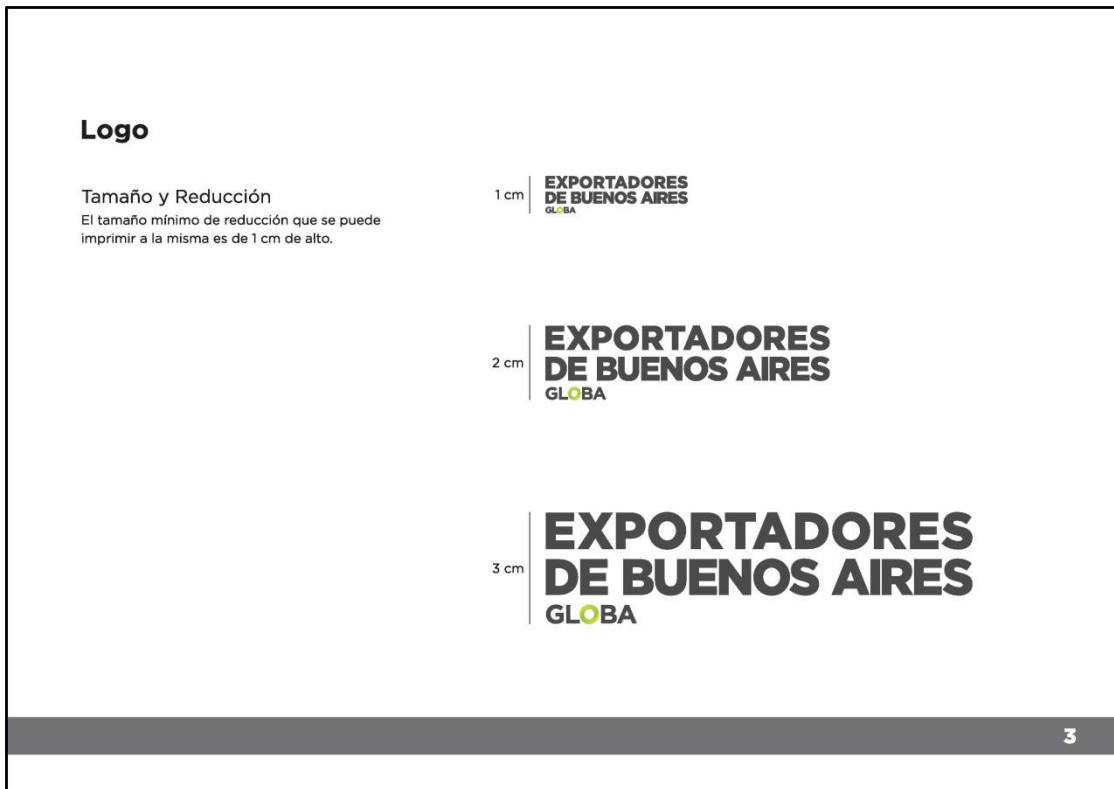 Logo
Tamaño y Reducción
El tamaño mínimo de reducción que se puede
imprimir a la misma es de 1 cm de alto.
1 cm
EXPORTADORES
DE BUENOS AIRES
GLOBA
2 cm
EXPORTADORES
DE BUENOS AIRES
GLOBA
3 cm
EXPORTADORES
DE BUENOS AIRES
GLOBA
3